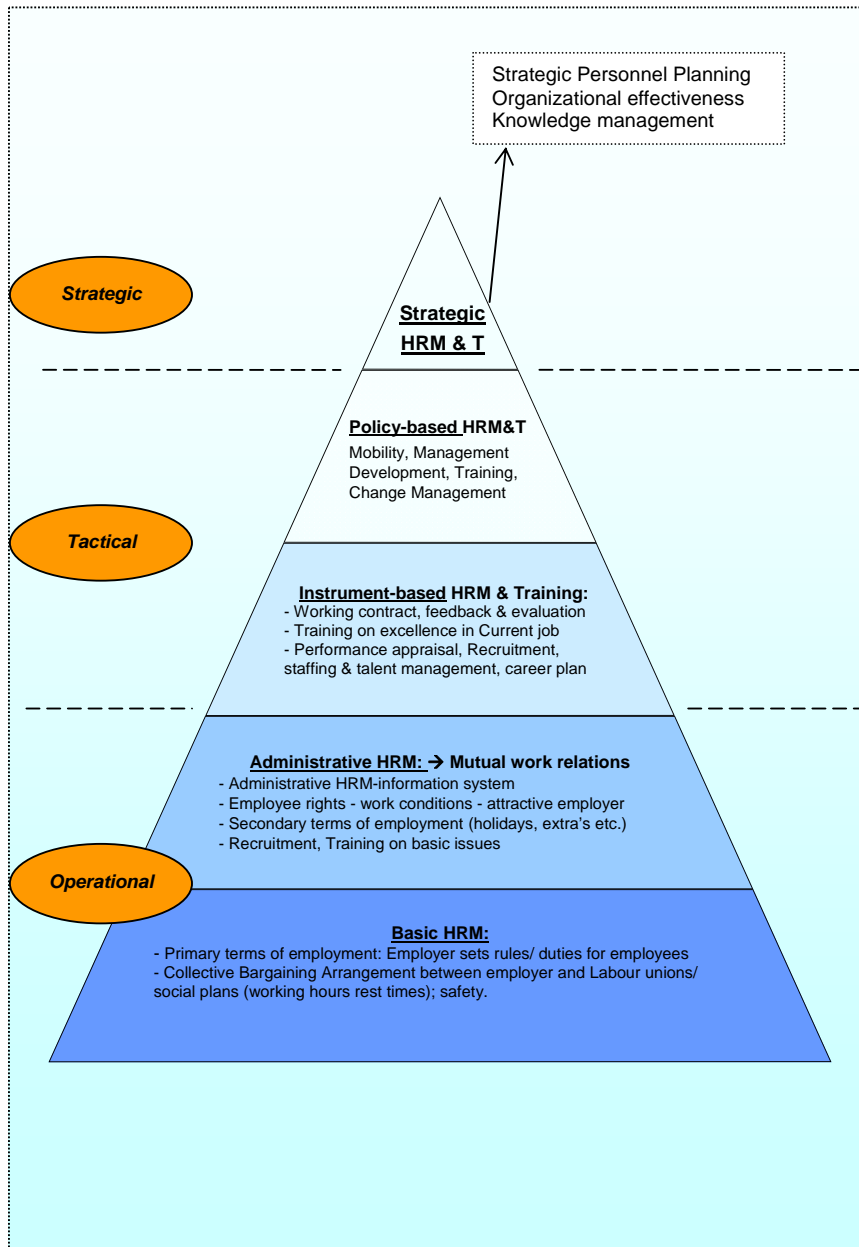 Strategic Personnel Planning
Organizational effectiveness
Knowledge management
Strategic
Strategic
HRM & T
Policy-based HRM&T
Mobility, Management
Development, Training,
Change Management
Tactical
Instrument-based HRM & Training:
- Working contract, feedback & evaluation
- Training on excellence in Current job
- Performance appraisal, Recruitment,
staffing & talent management, career plan
Administrative HRM: → Mutual work relations
- Administrative HRM-information system
- Employee rights - work conditions - attractive employer
- Secondary terms of employment (holidays, extra's etc.)
- Recruitment, Training on basic issues
Operational
Basic HRM:
- Primary terms of employment: Employer sets rules/ duties for employees
- Collective Bargaining Arrangement between employer and Labour unions/
social plans (working hours rest times); safety.